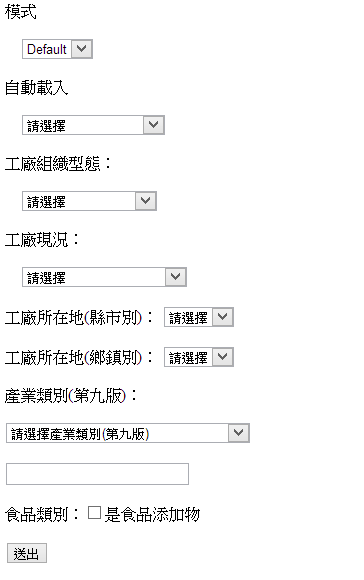 模式
Default
自動載入
請選擇
工廠組織型態：
請選擇
工廠現況：
請選擇
工廠所在地(縣市別)： 請選擇
工廠所在地(鄉鎮別)： 請選擇
產業類別(第九版)：
請選擇產業類別(第九版)
食品類別： 是食品添加物
送出